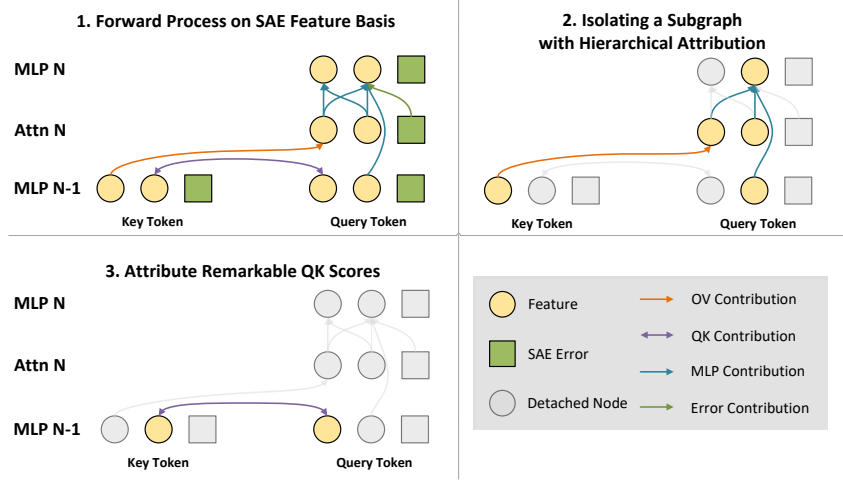 1. Forward Process on SAE Feature Basis
MLP N
Attn N
MLP N-1
Key Token
Query Token
2. Isolating a Subgraph
with Hierarchical Attribution
Key Token
Query Token
3. Attribute Remarkable QK Scores
MLP N
Attn N
MLP N-1
Key Token
Query Token
Feature
SAE Error
Detached Node
OV Contribution
QK Contribution
MLP Contribution
Error Contribution